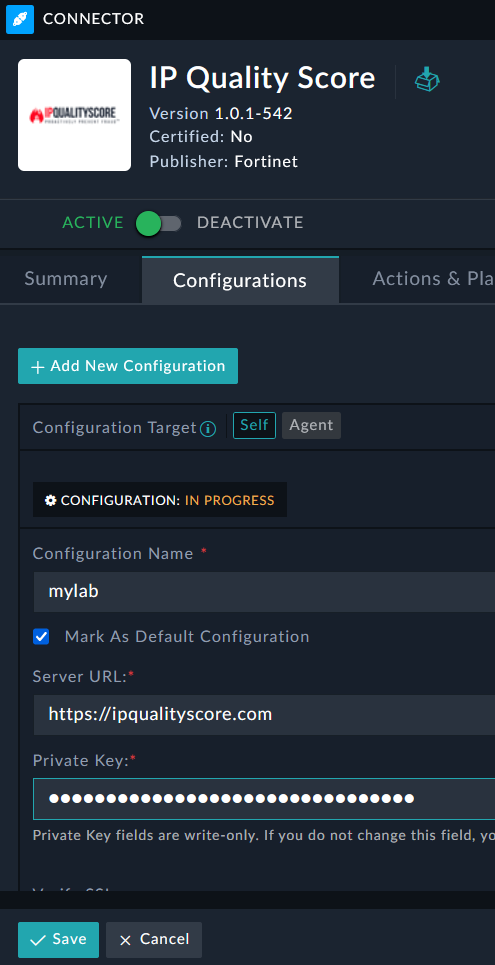 CONNECTOR
IP Quality Score
IPQUALITYSCORE
PROACTIVELY PREVENT FRAUD
Version 1.0.1-542
Certified: No
Publisher: Fortinet
ACTIVE DEACTIVATE
Summary Configurations Actions & Pla
+ Add New Configuration
Configuration Target Self Agent
CONFIGURATION: IN PROGRESS
Configuration Name *
mylab
Mark As Default Configuration
Server URL:*
https://ipqualityscore.com
Private Key:*
Private Key fields are write-only. If you do not change this field, yo
Save Cancel